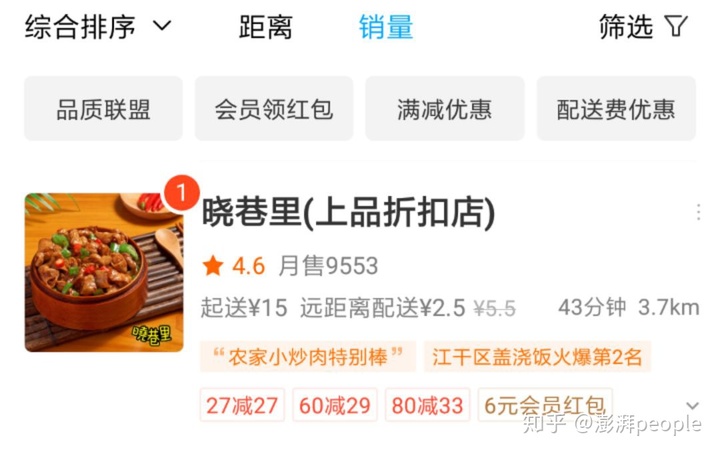 综合排序 距离 销量 筛选
品质联盟 会员领红包 满减优惠 配送费优惠
1
晓巷里(上品折扣店)
4.6 月售9553
起送¥15 远距离配送¥2.5 ¥5.5 43分钟 3.7km
晓巷里
“农家小炒肉特别棒” 江干区盖浇饭火爆第2名
27减27 60减29 80减33 6元会员红包
知乎 @澎湃people